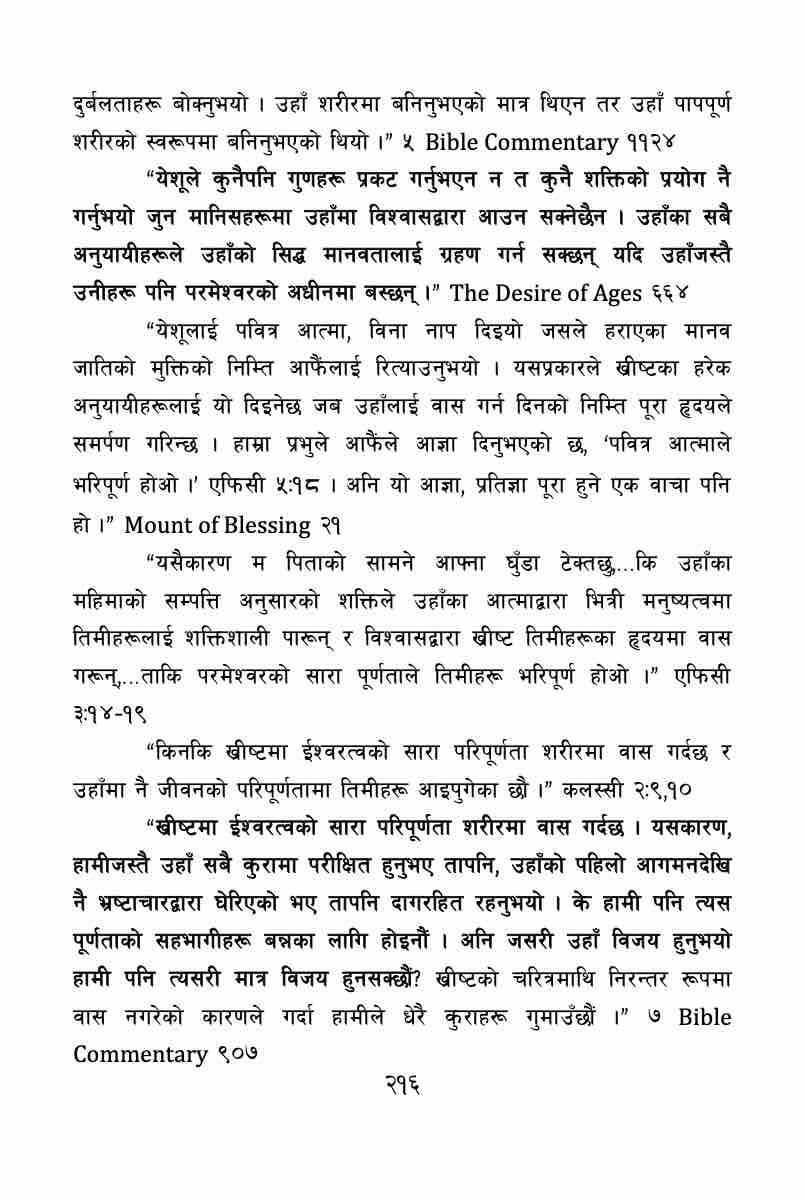 दुर्बलताहरू बोक्नुभयो । उहाँ शरीरमा बनिनुभएको मात्र थिएन तर उहाँ पापपूर्ण
शरीरको स्वरूपमा बनिनुभएको थियो ।” ५ Bible Commentary ११२४
“येशूले कुनैपनि गुणहरू प्रकट गर्नुभएन न त कुनै शक्तिको प्रयोग नै
गर्नुभयो जुन मानिसहरूमा उहाँमा विश्वासद्वारा आउन सक्नेछैन । उहाँका सबै
अनुयायीहरूले उहाँको सिद्ध मानवतालाई ग्रहण गर्न सक्छन् यदि उहाँजस्तै
उनीहरू पनि परमेश्वरको अधीनमा बस्छन् ।” The Desire of Ages ६६४
“येशूलाई पवित्र आत्मा, विना नाप दिइयो जसले हराएका मानव
जातिको मुक्तिको निम्ति आफैंलाई रित्याउनुभयो । यसप्रकारले ख्रीष्टका हरेक
अनुयायीहरूलाई यो दिइनेछ जब उहाँलाई वास गर्न दिनको निम्ति पूरा हृदयले
समर्पण गरिन्छ । हाम्रा प्रभुले आफैंले आज्ञा दिनुभएको छ, ‘पवित्र आत्माले
भरिपूर्ण होओ ।’ एफिसी ५:१८ । अनि यो आज्ञा, प्रतिज्ञा पूरा हुने एक वाचा पनि
हो ।” Mount of Blessing २१
“यसैकारण म पिताको सामने आफ्ना घुँडा टेक्तछु,...कि उहाँका
महिमाको सम्पत्ति अनुसारको शक्तिले उहाँका आत्माद्वारा भित्री मनुष्यत्वमा
तिमीहरूलाई शक्तिशाली पारून् र विश्वासद्वारा ख्रीष्ट तिमीहरूका हृदयमा वास
गरून्,...ताकि परमेश्वरको सारा पूर्णताले तिमीहरू भरिपूर्ण होओ ।” एफिसी
३:१४-१९
“किनकि ख्रीष्टमा ईश्वरत्वको सारा परिपूर्णता शरीरमा वास गर्दछ र
उहाँमा नै जीवनको परिपूर्णतामा तिमीहरू आइपुगेका छौ ।” कलस्सी २:९,१०
“ख्रीष्टमा ईश्वरत्वको सारा परिपूर्णता शरीरमा वास गर्दछ । यसकारण,
हामीजस्तै उहाँ सबै कुरामा परीक्षित हुनुभए तापनि, उहाँको पहिलो आगमनदेखि
नै भ्रष्टाचारद्वारा घेरिएको भए तापनि दागरहित रहनुभयो । के हामी पनि त्यस
पूर्णताको सहभागीहरू बन्नका लागि होइनौं । अनि जसरी उहाँ विजय हुनुभयो
हामी पनि त्यसरी मात्र विजय हुनसक्छौं? ख्रीष्टको चरित्रमाथि निरन्तर रूपमा
वास नगरेको कारणले गर्दा हामीले धेरै कुराहरू गुमाउँछौं ।” ७ Bible
Commentary ९०७
२१६